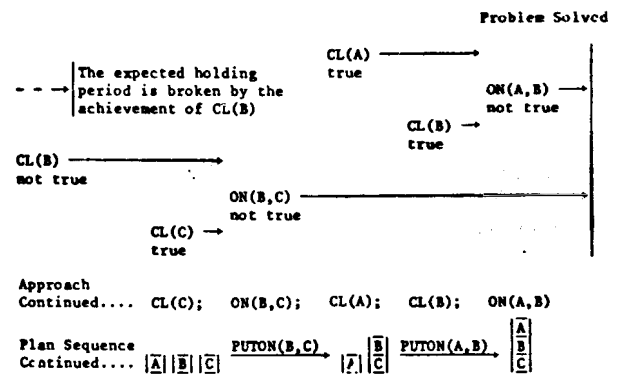 Problem Solved
CL(A)
true
The expected holding
period is broken by the
achievement of CL(B)
ON(A,B)
not true
CL(B)
true
CL(B)
not true
ON(B,C)
not true
CL(C)
true
Approach
Continued.... CL(C); ON(B,C); CL(A); CL(B); ON(A,B)
Plan Sequence
Continued.... A B C PUTON(B,C) A B C PUTON(A,B) A B C